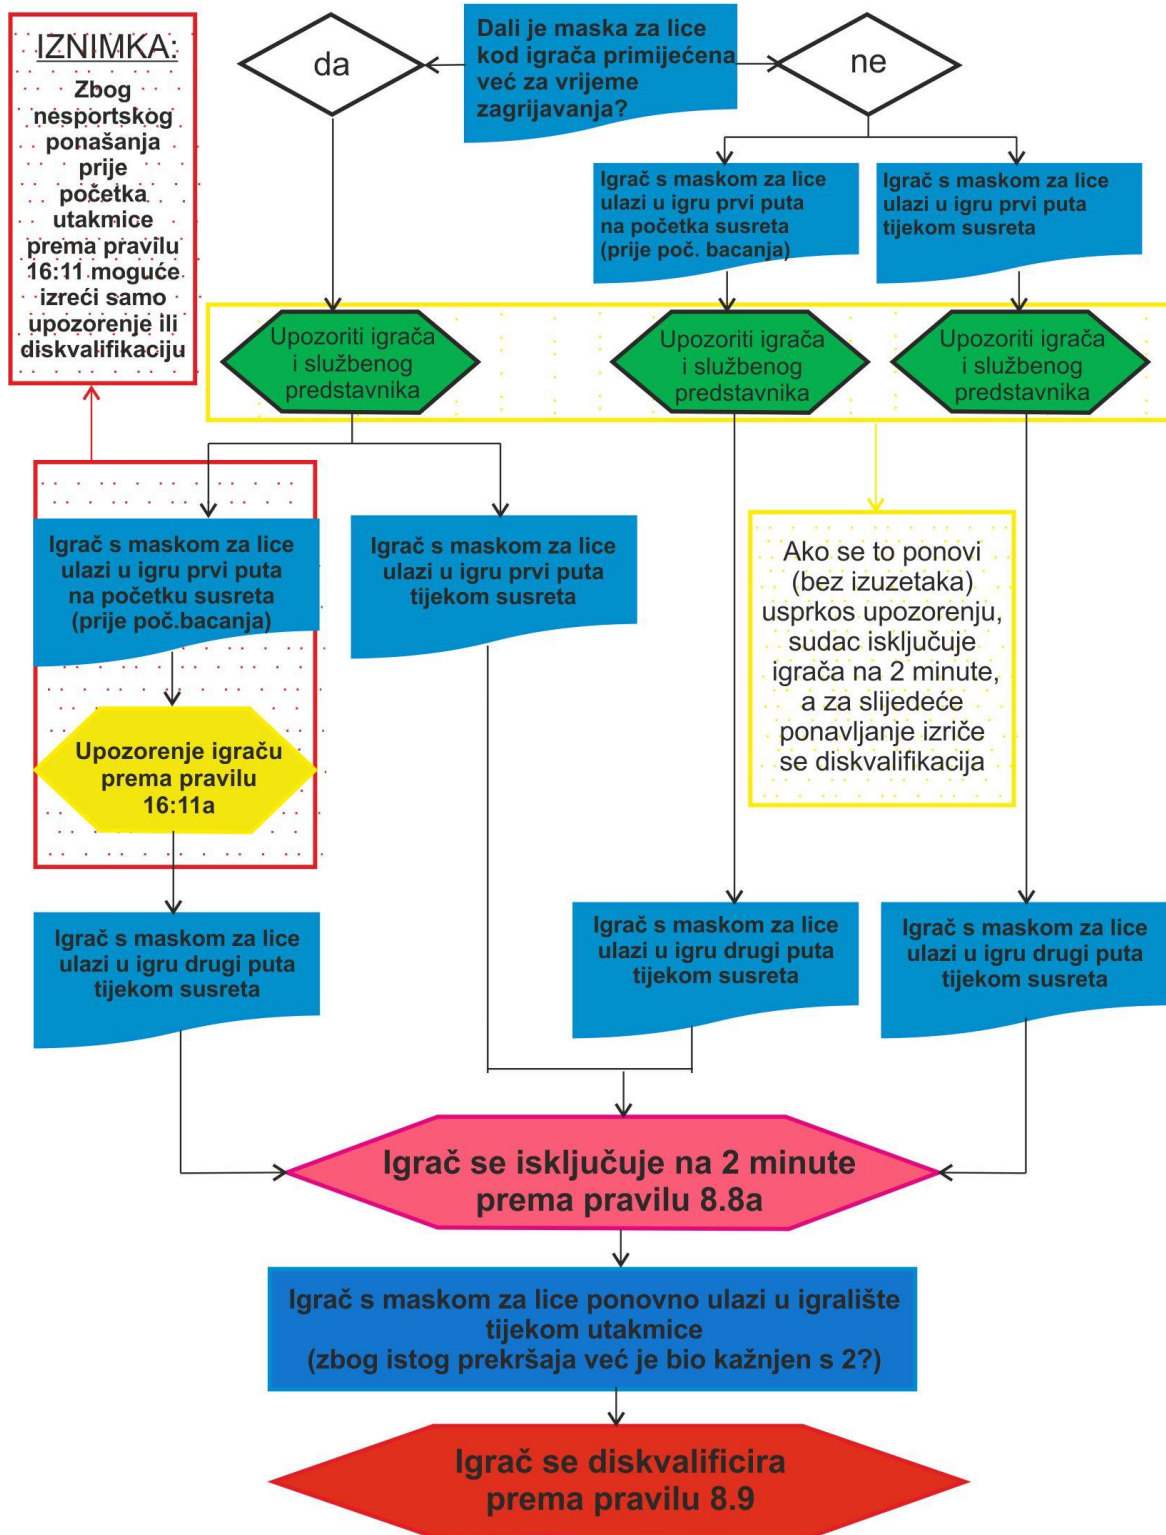 IZNIMKA:
Zbog
nesportskog
ponašanja
prije
početka
utakmice
prema pravilu
16:11 moguće
izreći samo
upozorenje ili
diskvalifikaciju
da
Dali je maska za lice
kod igrača primijećena
već za vrijeme
zagrijavanja?
ne
Igrač s maskom za lice
ulazi u igru prvi puta
na početka susreta
(prije poč. bacanja)
Igrač s maskom za lice
ulazi u igru prvi puta
tijekom susreta
Upozoriti igrača
i službenog
predstavnika
Upozoriti igrača
i službenog
predstavnika
Upozoriti igrača
i službenog
predstavnika
Igrač s maskom za lice
ulazi u igru prvi puta
na početku susreta
(prije poč.bacanja)
Igrač s maskom za lice
ulazi u igru prvi puta
tijekom susreta
Ako se to ponovi
(bez izuzetaka)
usprkos upozorenju,
sudac isključuje
igrača na 2 minute,
a za slijedeće
ponavljanje izriče
se diskvalifikacija
Upozorenje igraču
prema pravilu
16:11a
Igrač s maskom za lice
ulazi u igru drugi puta
tijekom susreta
Igrač s maskom za lice
ulazi u igru drugi puta
tijekom susreta
Igrač s maskom za lice
ulazi u igru drugi puta
tijekom susreta
Igrač se isključuje na 2 minute
prema pravilu 8.8a
Igrač s maskom za lice ponovno ulazi u igralište
tijekom utakmice
(zbog istog prekršaja već je bio kažnjen s 2?)
Igrač se diskvalificira
prema pravilu 8.9